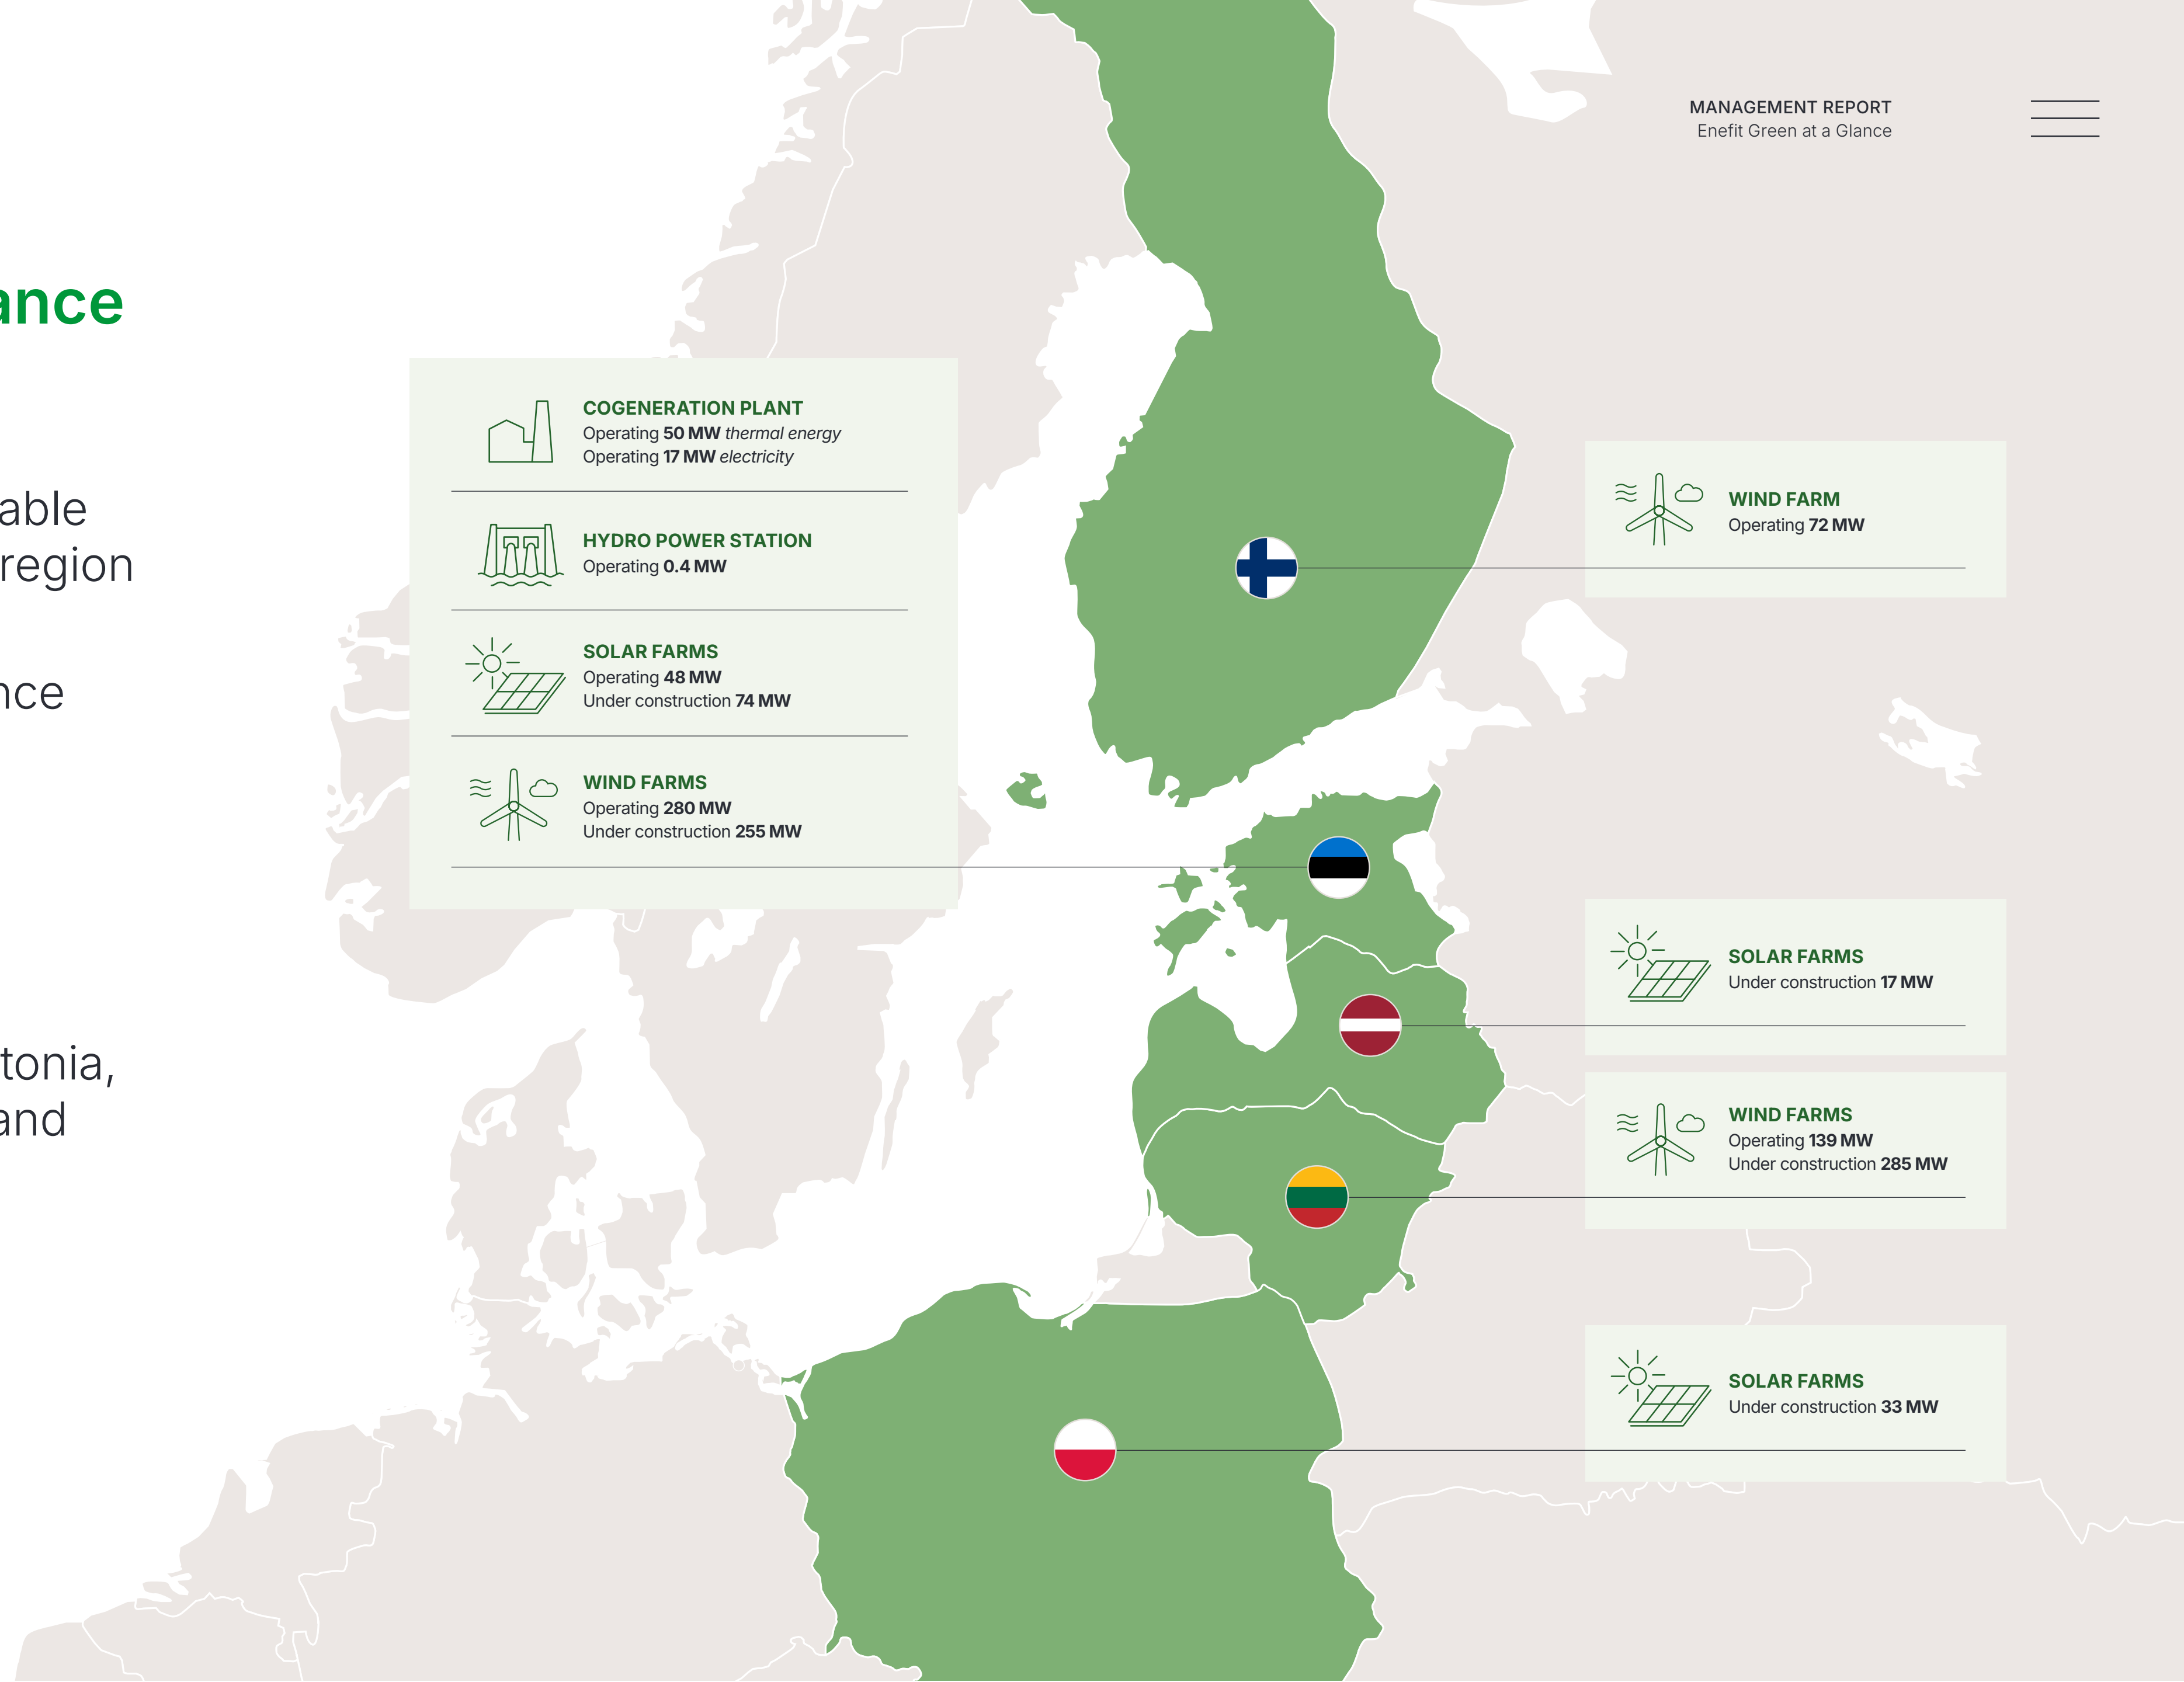 MANAGEMENT REPORT
Enefit Green at a Glance
ance
able
region
nce
tonia,
and
COGENERATION PLANT
Operating 50 MW thermal energy
Operating 17 MW electricity
HYDRO POWER STATION
Operating 0.4 MW
SOLAR FARMS
Operating 48 MW
Under construction 74 MW
WIND FARMS
Operating 280 MW
Under construction 255 MW
WIND FARM
Operating 72 MW
SOLAR FARMS
Under construction 17 MW
WIND FARMS
Operating 139 MW
Under construction 285 MW
SOLAR FARMS
Under construction 33 MW